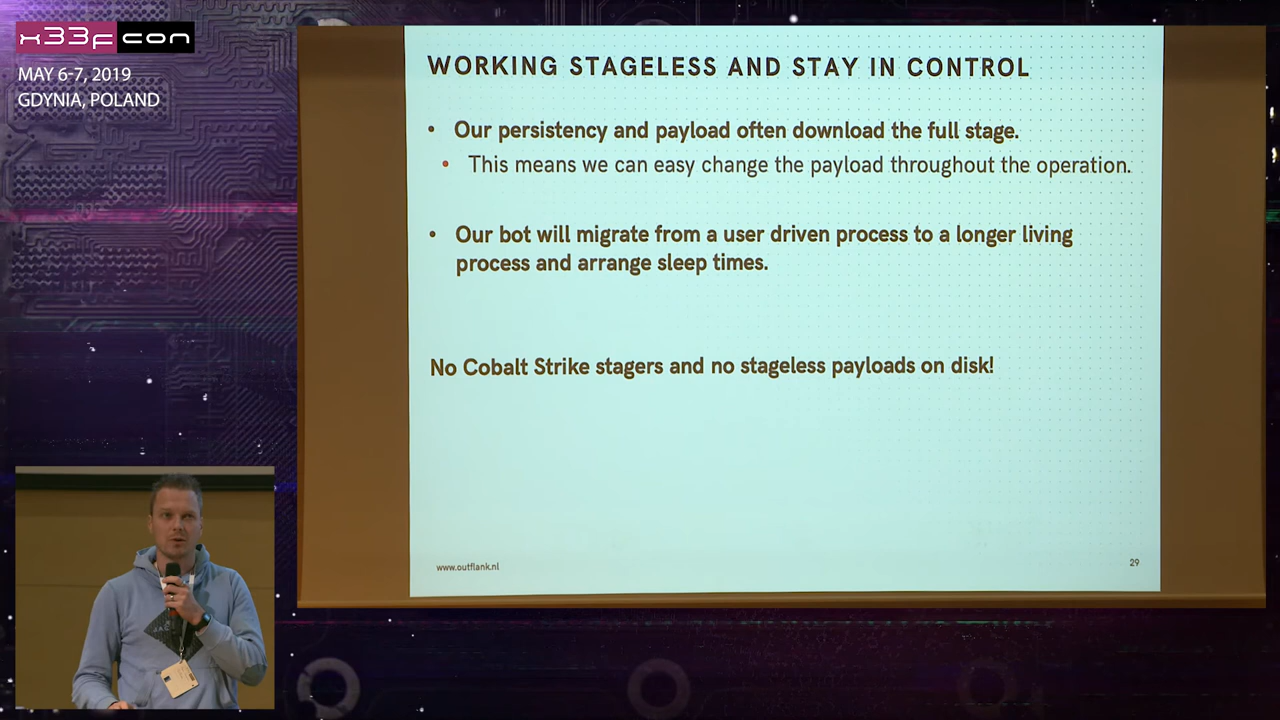 x33fcon
MAY 6-7, 2019
GDYNIA, POLAND
WORKING STAGELESS AND STAY IN CONTROL
• Our persistency and payload often download the full stage.
• This means we can easy change the payload throughout the operation.
• Our bot will migrate from a user driven process to a longer living
process and arrange sleep times.
No Cobalt Strike stagers and no stageless payloads on disk!
www.outflank.nl
29